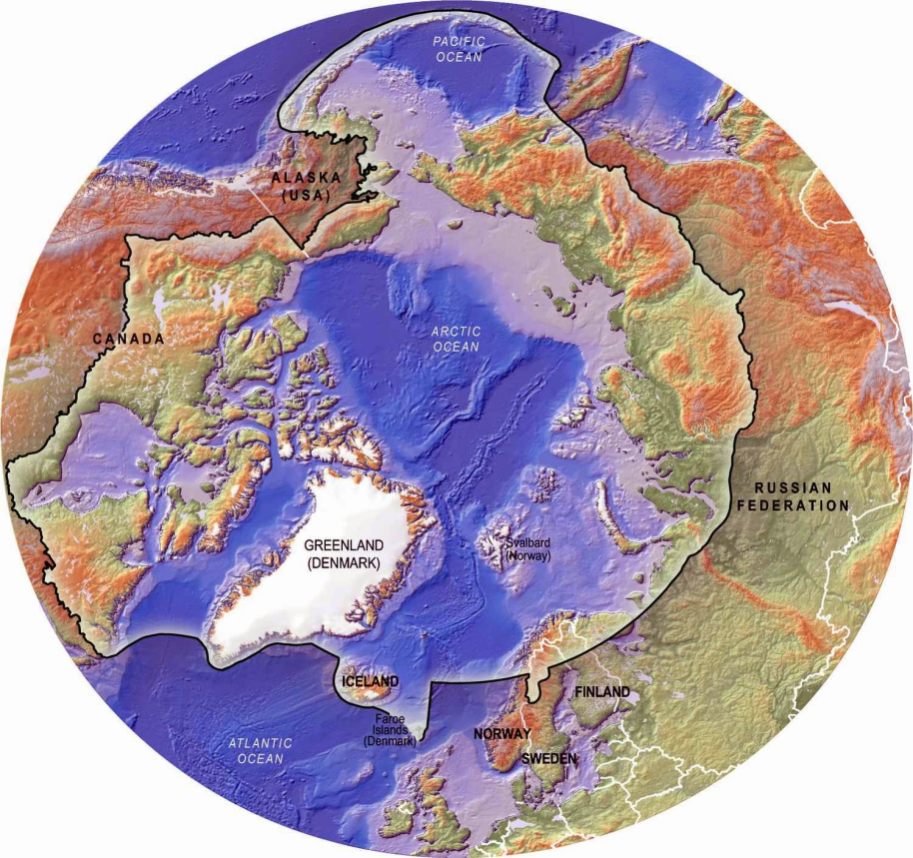 PACIFIC
OCEAN
ALASKA
(USA)
ARCTIC
OCEAN
CANADA
RUSSIAN
FEDERATION
GREENLAND
(DENMARK)
Svalbard
(Norway)
ICELAND
FINLAND
Faroe
Islands
(Denmark)
NORWAY
ATLANTIC
OCEAN
SWEDEN